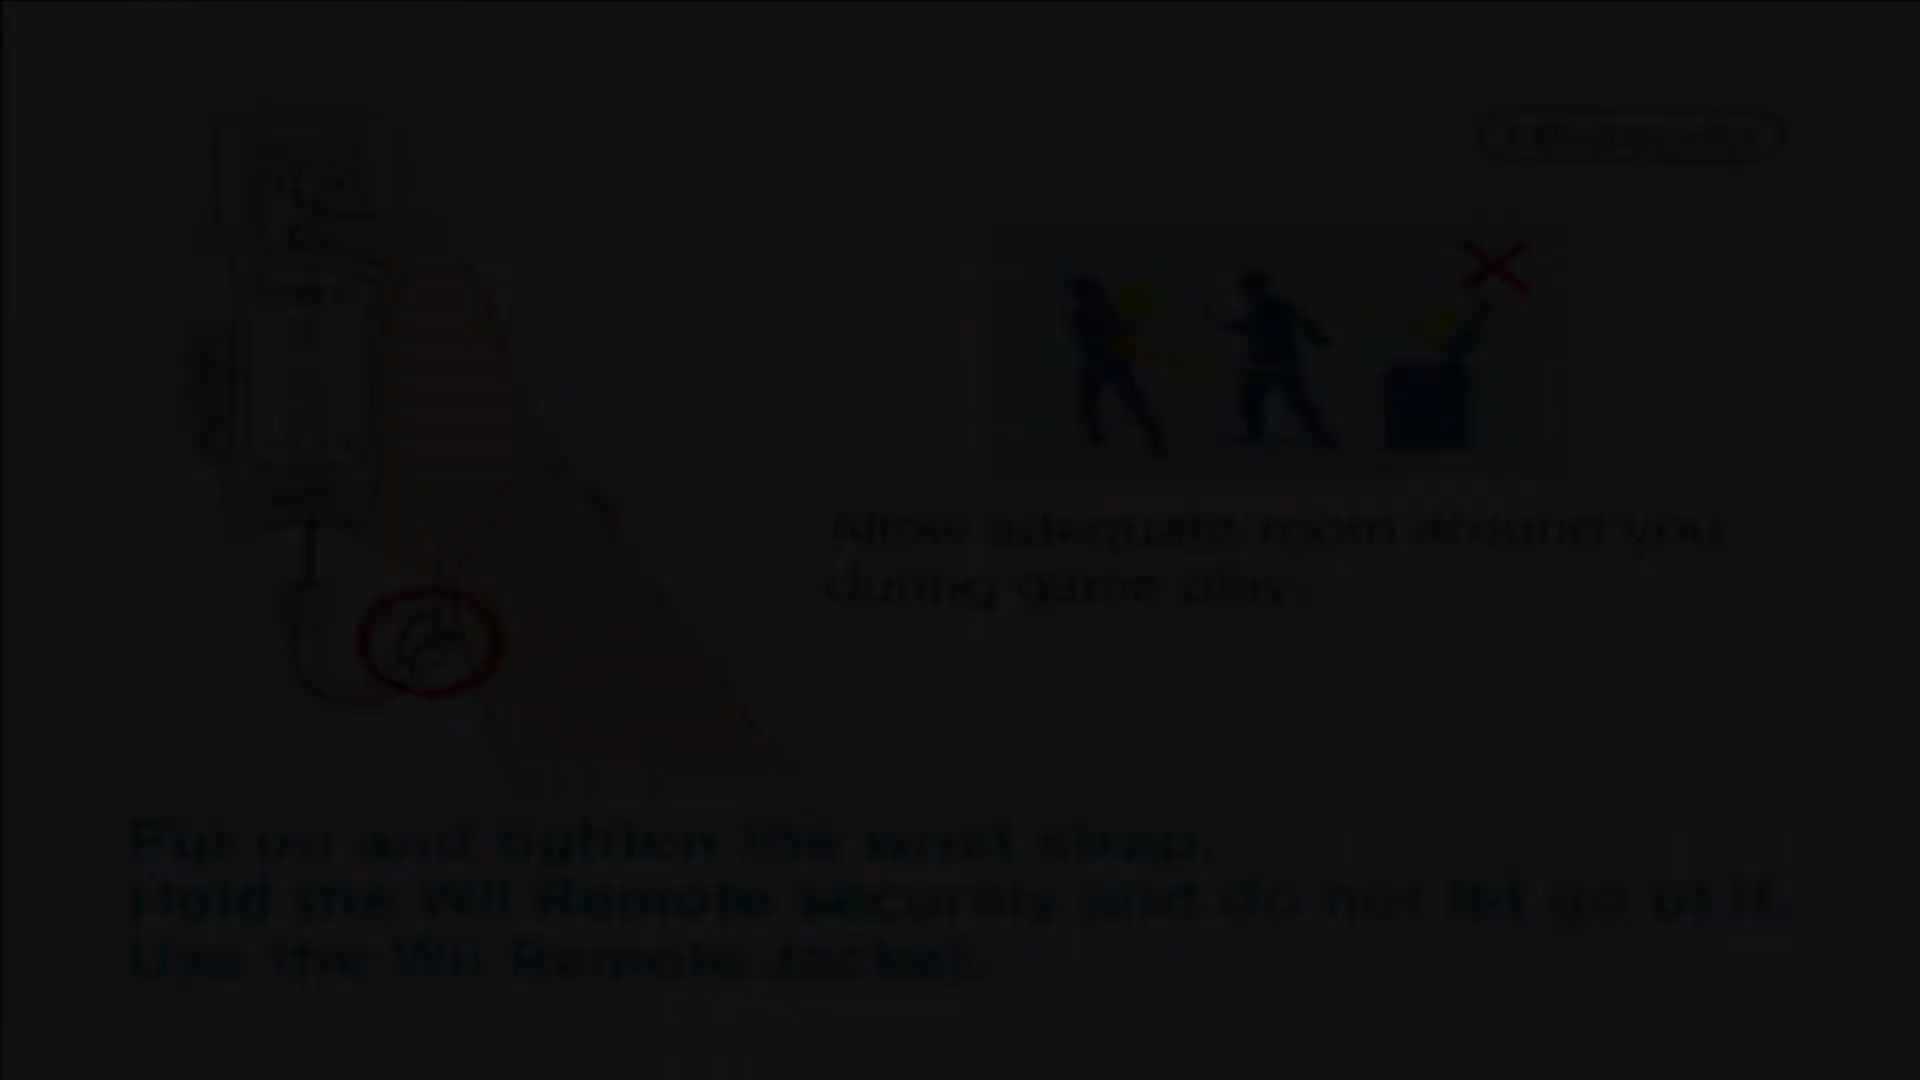 Allow adequate room around you
during game play.
Put on and tighten the wrist strap.
Hold the Wii Remote securely and do not let go of it.
Use the Wii Remote Jacket.